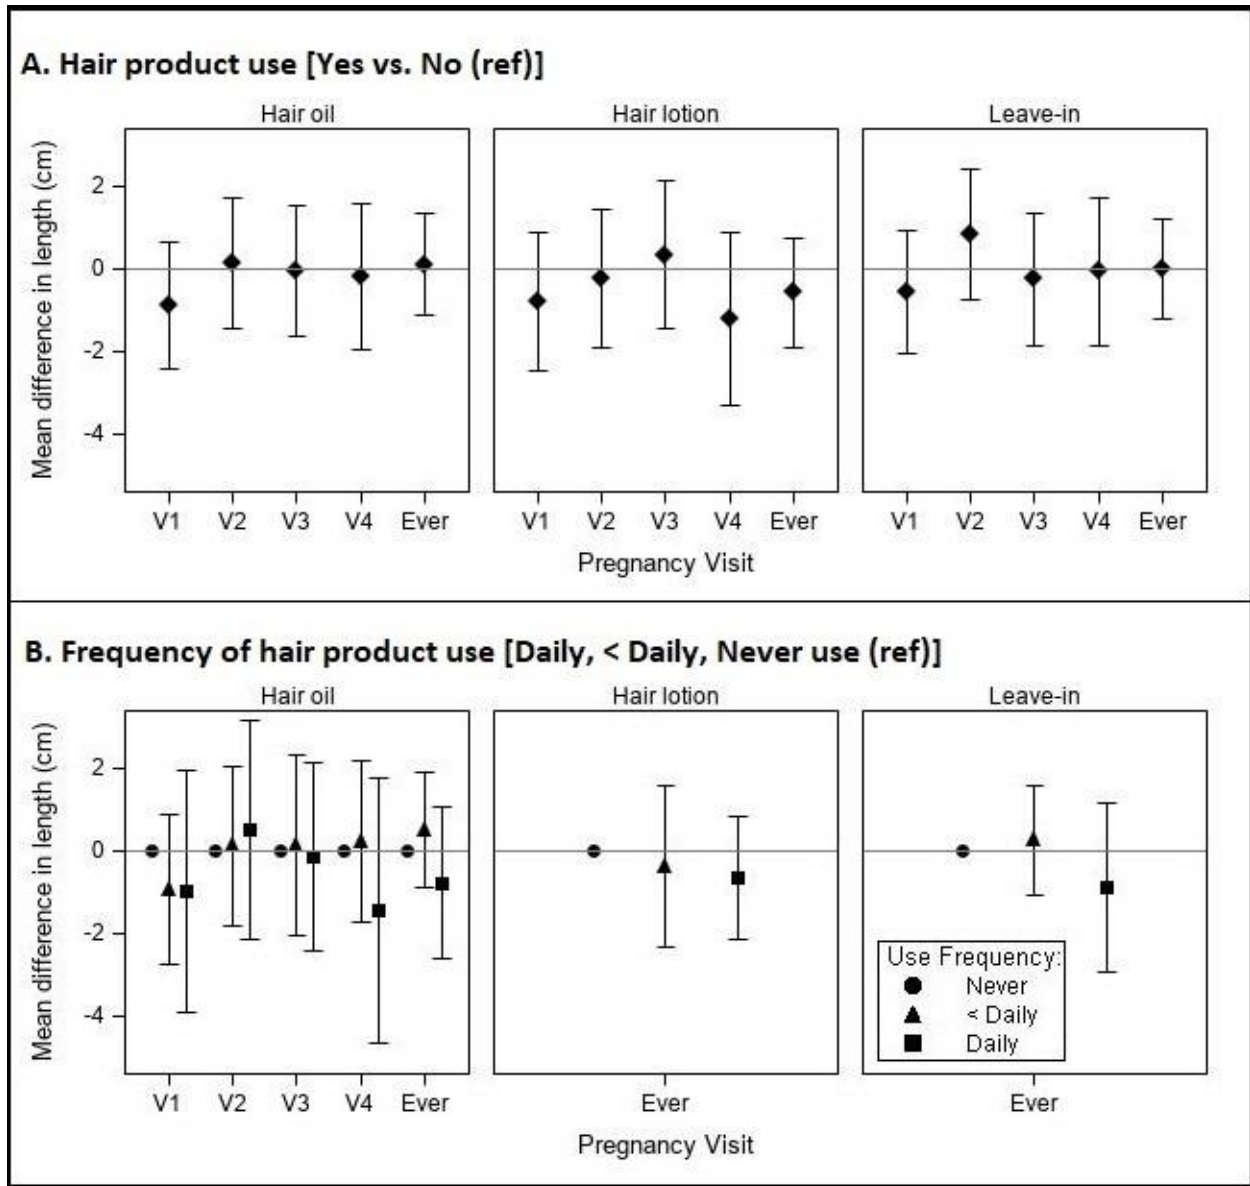 A. Hair product use [Yes vs. No (ref)]
Hair oil
Hair lotion
Leave-in
Mean difference in length (cm)
2
0
-2
-4
V1 V2 V3 V4 Ever
V1 V2 V3 V4 Ever
V1 V2 V3 V4 Ever
Pregnancy Visit
B. Frequency of hair product use [Daily, < Daily, Never use (ref)]
Hair oil
Hair lotion
Leave-in
Mean difference in length (cm)
2
0
-2
-4
Use Frequency:
Never
< Daily
Daily
V1 V2 V3 V4 Ever
Ever
Ever
Pregnancy Visit